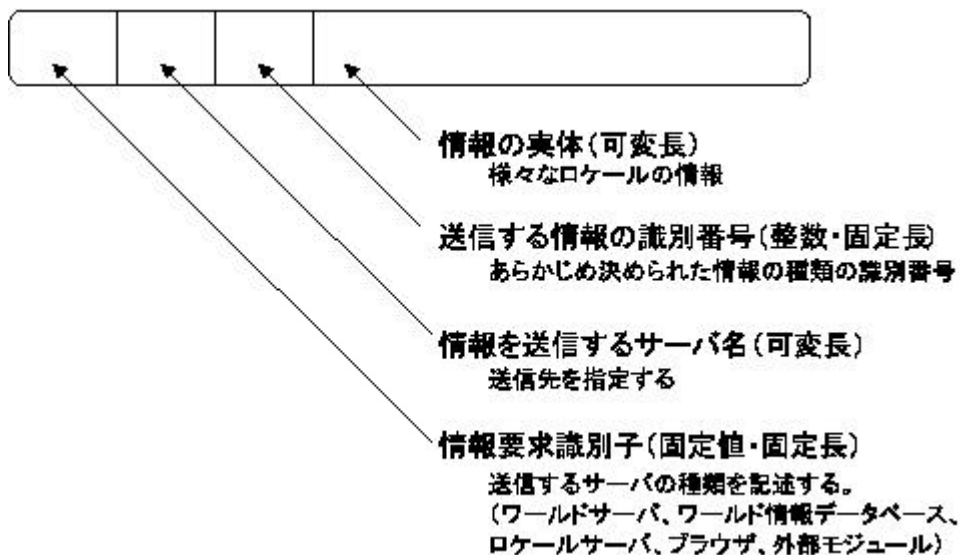 情報の実体(可変長)
様々なロケールの情報
送信する情報の識別番号(整数・固定長)
あらかじめ決められた情報の種類の識別番号
情報を送信するサーバ名(可変長)
送信先を指定する
情報要求識別子(固定値・固定長)
送信するサーバの種類を記述する。
(ワールドサーバ、ワールド情報データベース、
ロケールサーバ、ブラウザ、外部モジュール)